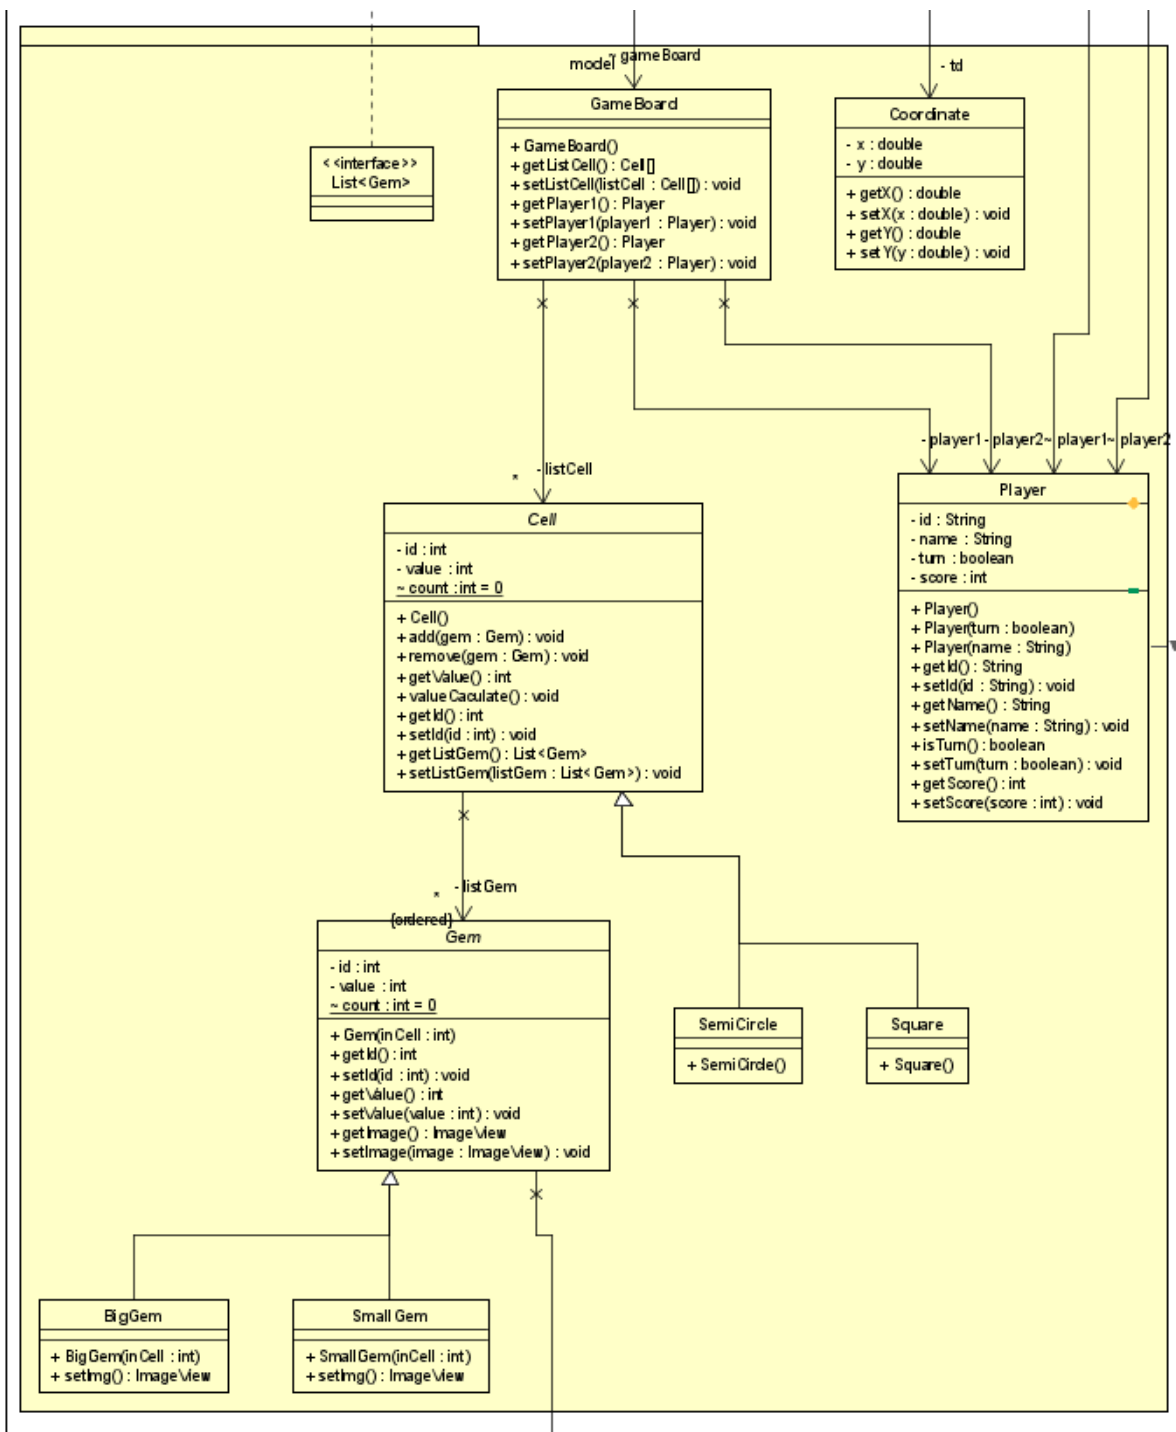 model
~ gameBoard
- td
<<interface>>
List<Gem>
GameBoard
+ GameBoard()
+ getListCell() : Cell[]
+ setListCell(listCell : Cell[]) : void
+ getPlayer1() : Player
+ setPlayer1(player1 : Player) : void
+ getPlayer2() : Player
+ setPlayer2(player2 : Player) : void
Coordinate
- x : double
- y : double
+ getX() : double
+ setX(x : double) : void
+ getY() : double
+ setY(y : double) : void
- player1
- player2
~ player1
~ player2
* - listCell
Cell
- id : int
- value : int
~ count : int = 0
+ Cell()
+ add(gem : Gem) : void
+ remove(gem : Gem) : void
+ getValue() : int
+ valueCaculate() : void
+ getId() : int
+ setId(id : int) : void
+ getListGem() : List<Gem>
+ setListGem(listGem : List<Gem>) : void
Player
- id : String
- name : String
- turn : boolean
- score : int
+ Player()
+ Player(turn : boolean)
+ Player(name : String)
+ getId() : String
+ setId(id : String) : void
+ getName() : String
+ setName(name : String) : void
+ isTurn() : boolean
+ setTurn(turn : boolean) : void
+ getScore() : int
+ setScore(score : int) : void
* - listGem
{ordered}
Gem
- id : int
- value : int
~ count : int = 0
+ Gem(inCell : int)
+ getId() : int
+ setId(id : int) : void
+ getValue() : int
+ setValue(value : int) : void
+ getImage() : ImageView
+ setImage(image : ImageView) : void
SemiCircle
+ SemiCircle()
Square
+ Square()
BigGem
+ BigGem(inCell : int)
+ setImg() : ImageView
SmallGem
+ SmallGem(inCell : int)
+ setImg() : ImageView